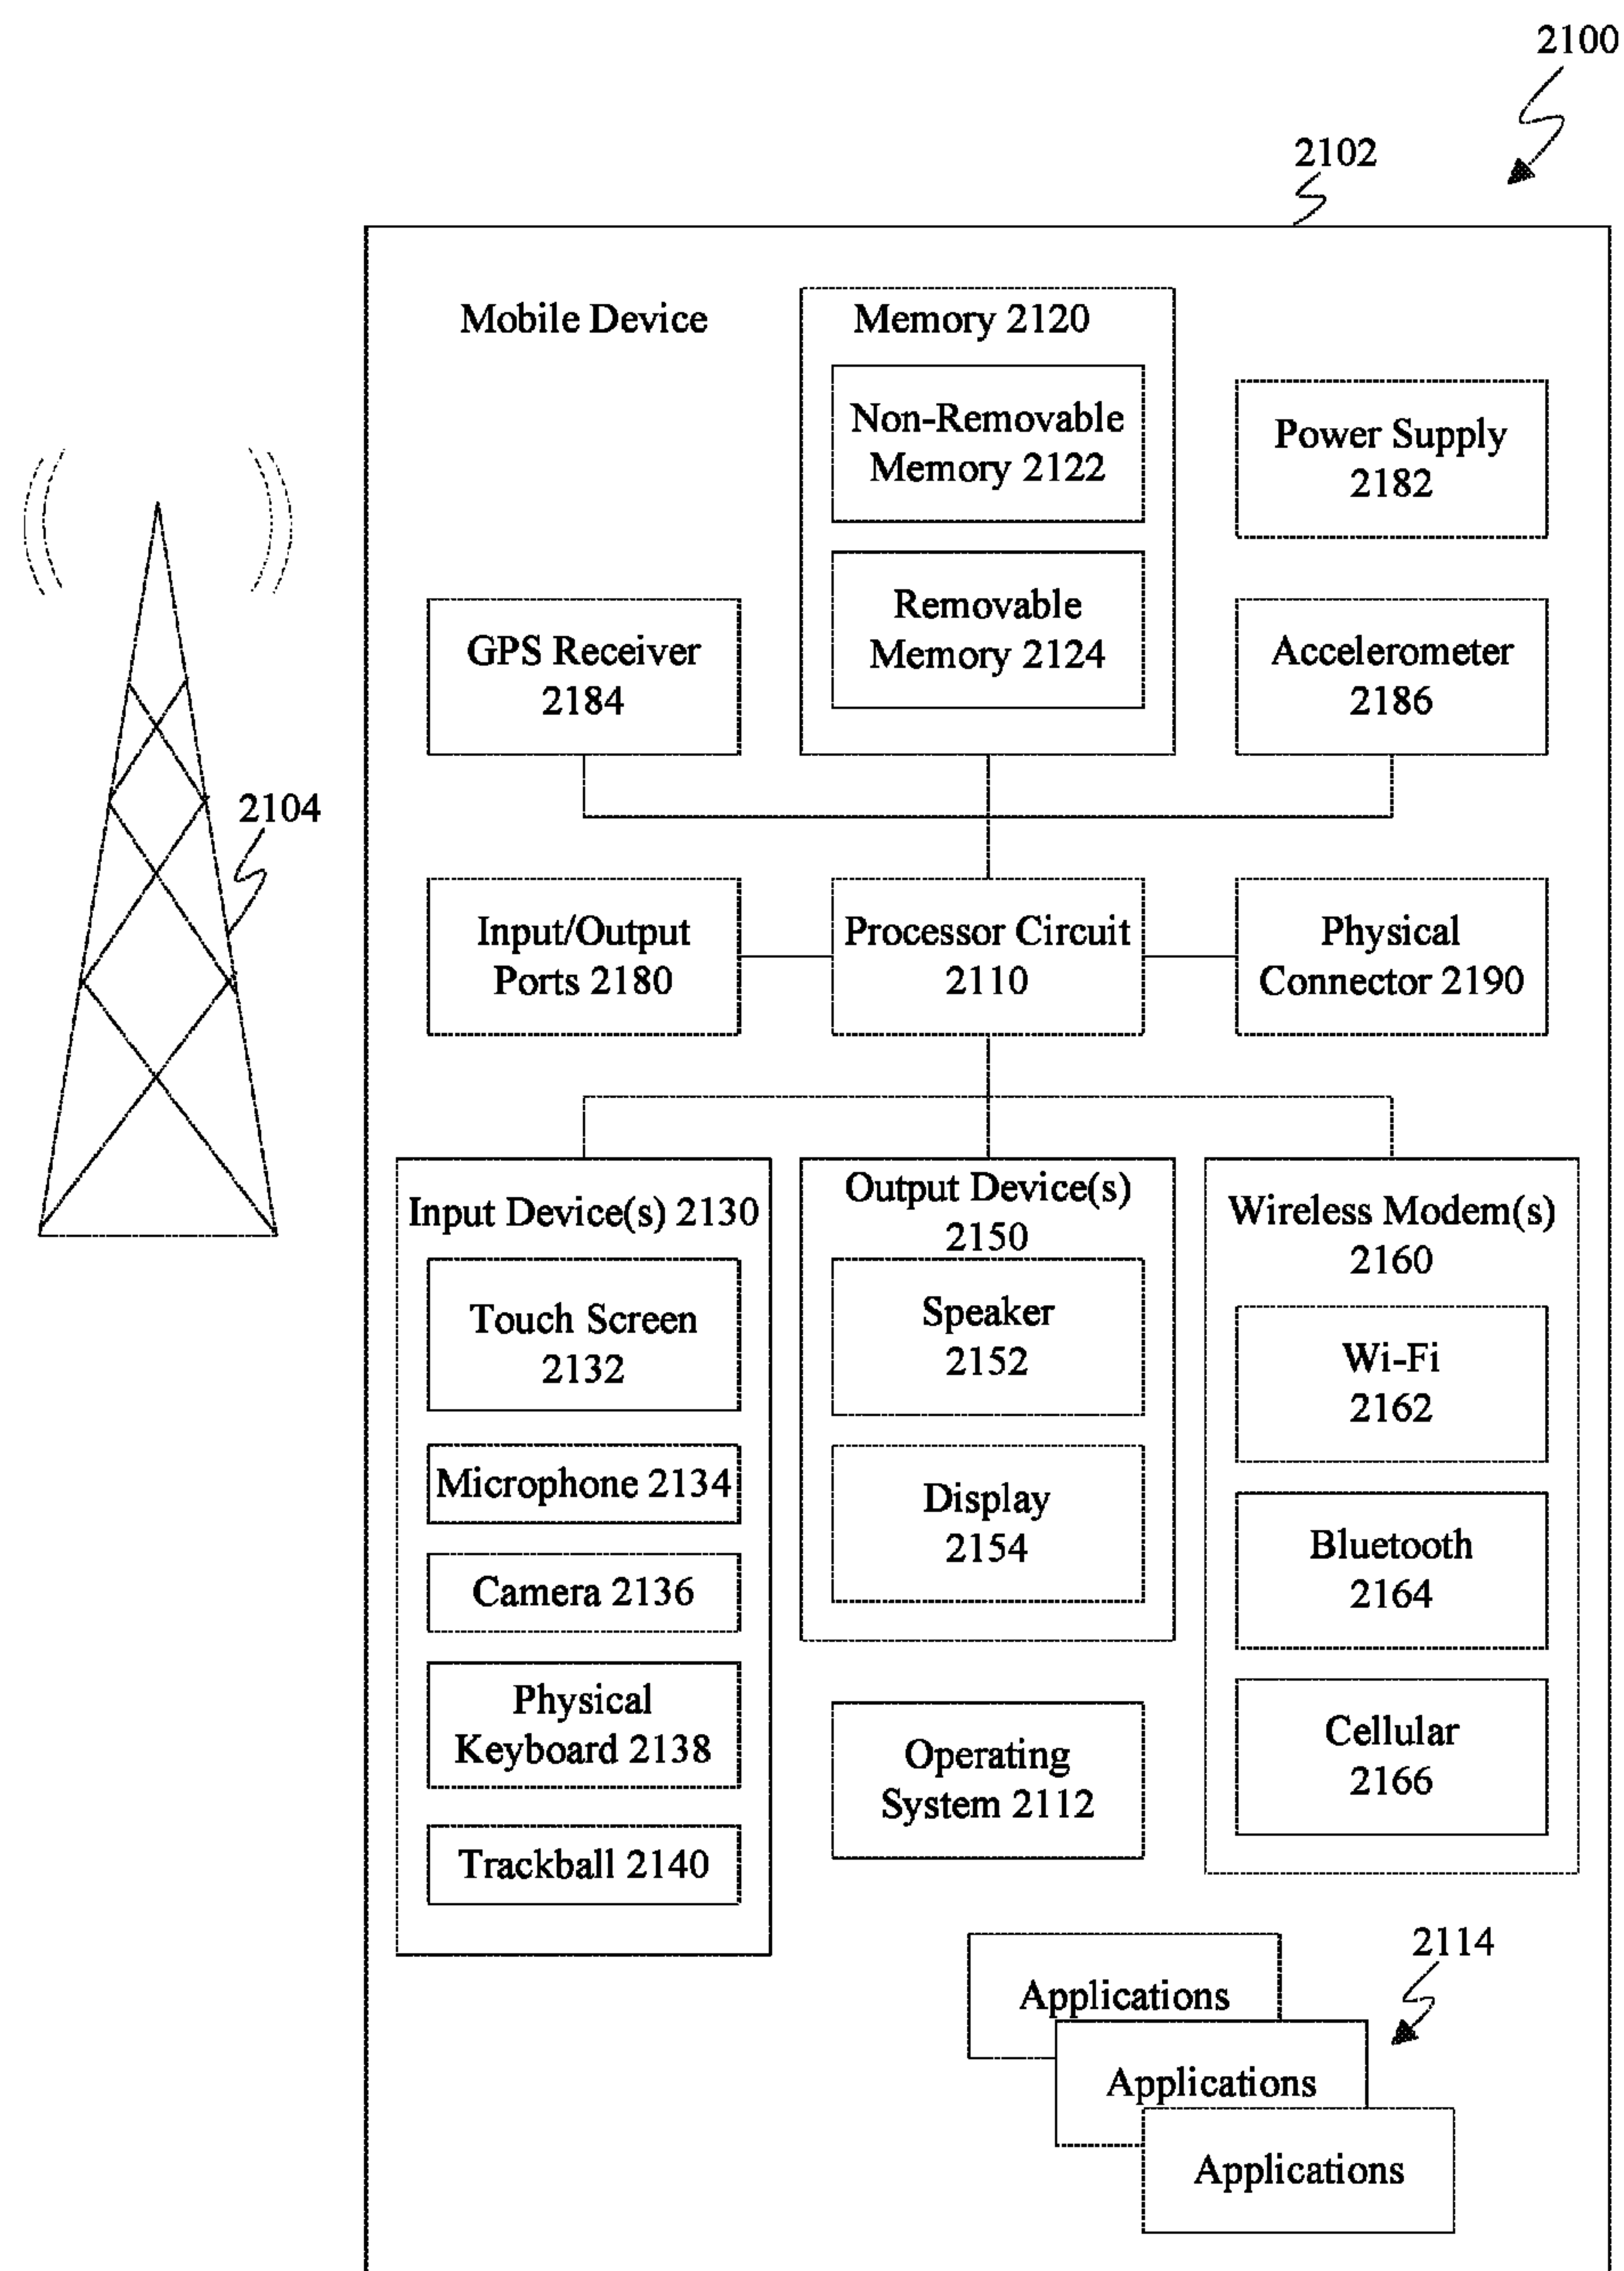 2100
2102
Mobile Device
Memory 2120
Non-Removable
Memory 2122
Power Supply
2182
Removable
Memory 2124
GPS Receiver
2184
Accelerometer
2186
2104
Input/Output
Ports 2180
Processor Circuit
2110
Physical
Connector 2190
Input Device(s) 2130
Touch Screen
2132
Microphone 2134
Camera 2136
Physical
Keyboard 2138
Trackball 2140
Output Device(s)
2150
Speaker
2152
Display
2154
Operating
System 2112
Wireless Modem(s)
2160
Wi-Fi
2162
Bluetooth
2164
Cellular
2166
2114
Applications
Applications
Applications